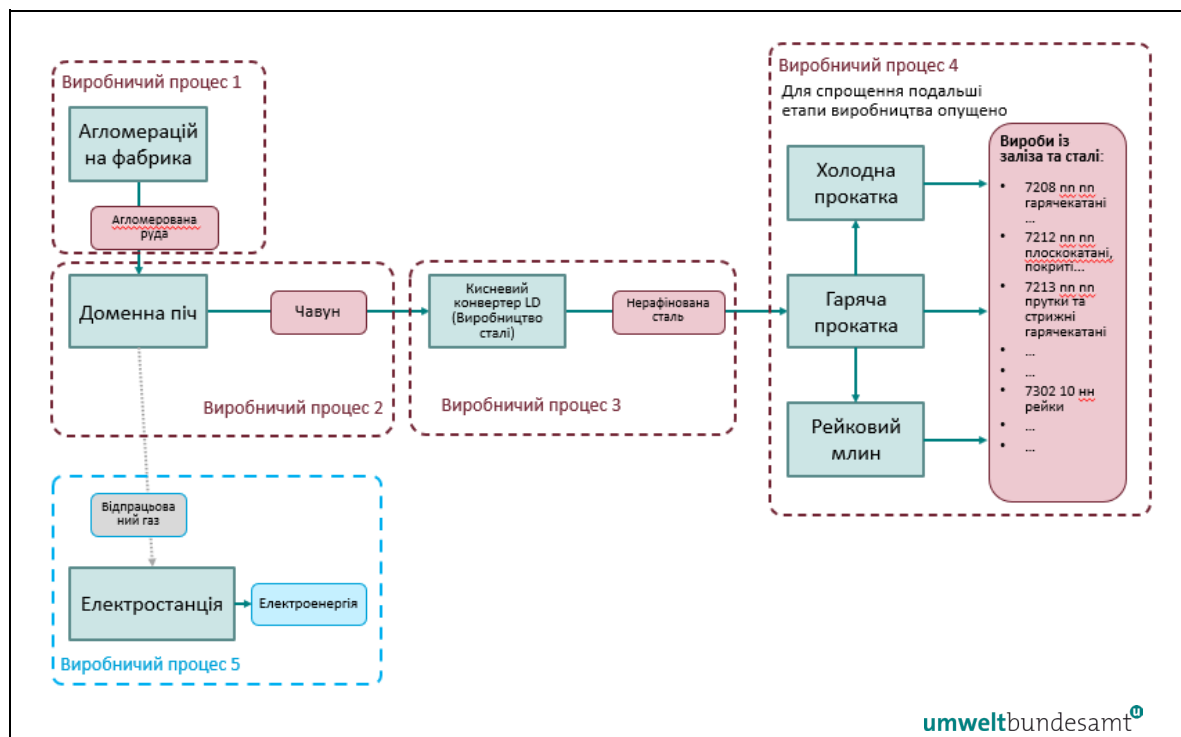 Виробничий процес 1
Агломерацій
на фабрика
Агломерована
руда
Доменна піч
Чавун
Виробничий процес 2
Кисневий
конвертер LD
(Виробництво
сталі)
Нерафінована
сталь
Виробничий процес 3
Виробничий процес 4
Для спрощення подальші
етапи виробництва опущено
Холодна
прокатка
Гаряча
прокатка
Рейковий
млин
Вироби із
заліза та сталі:
• 7208 nn nn
гарячекатані
...
• 7212 nn nn
плоскокатані,
покриті...
• 7213 nn nn
прутки та
стрижні
гарячекатані
• ...
• ...
• 7302 10 нн
рейки
• ...
• ...
Відпрацьова
ний газ
Електростанція
Електроенергія
Виробничий процес 5
umweltbundesamt u